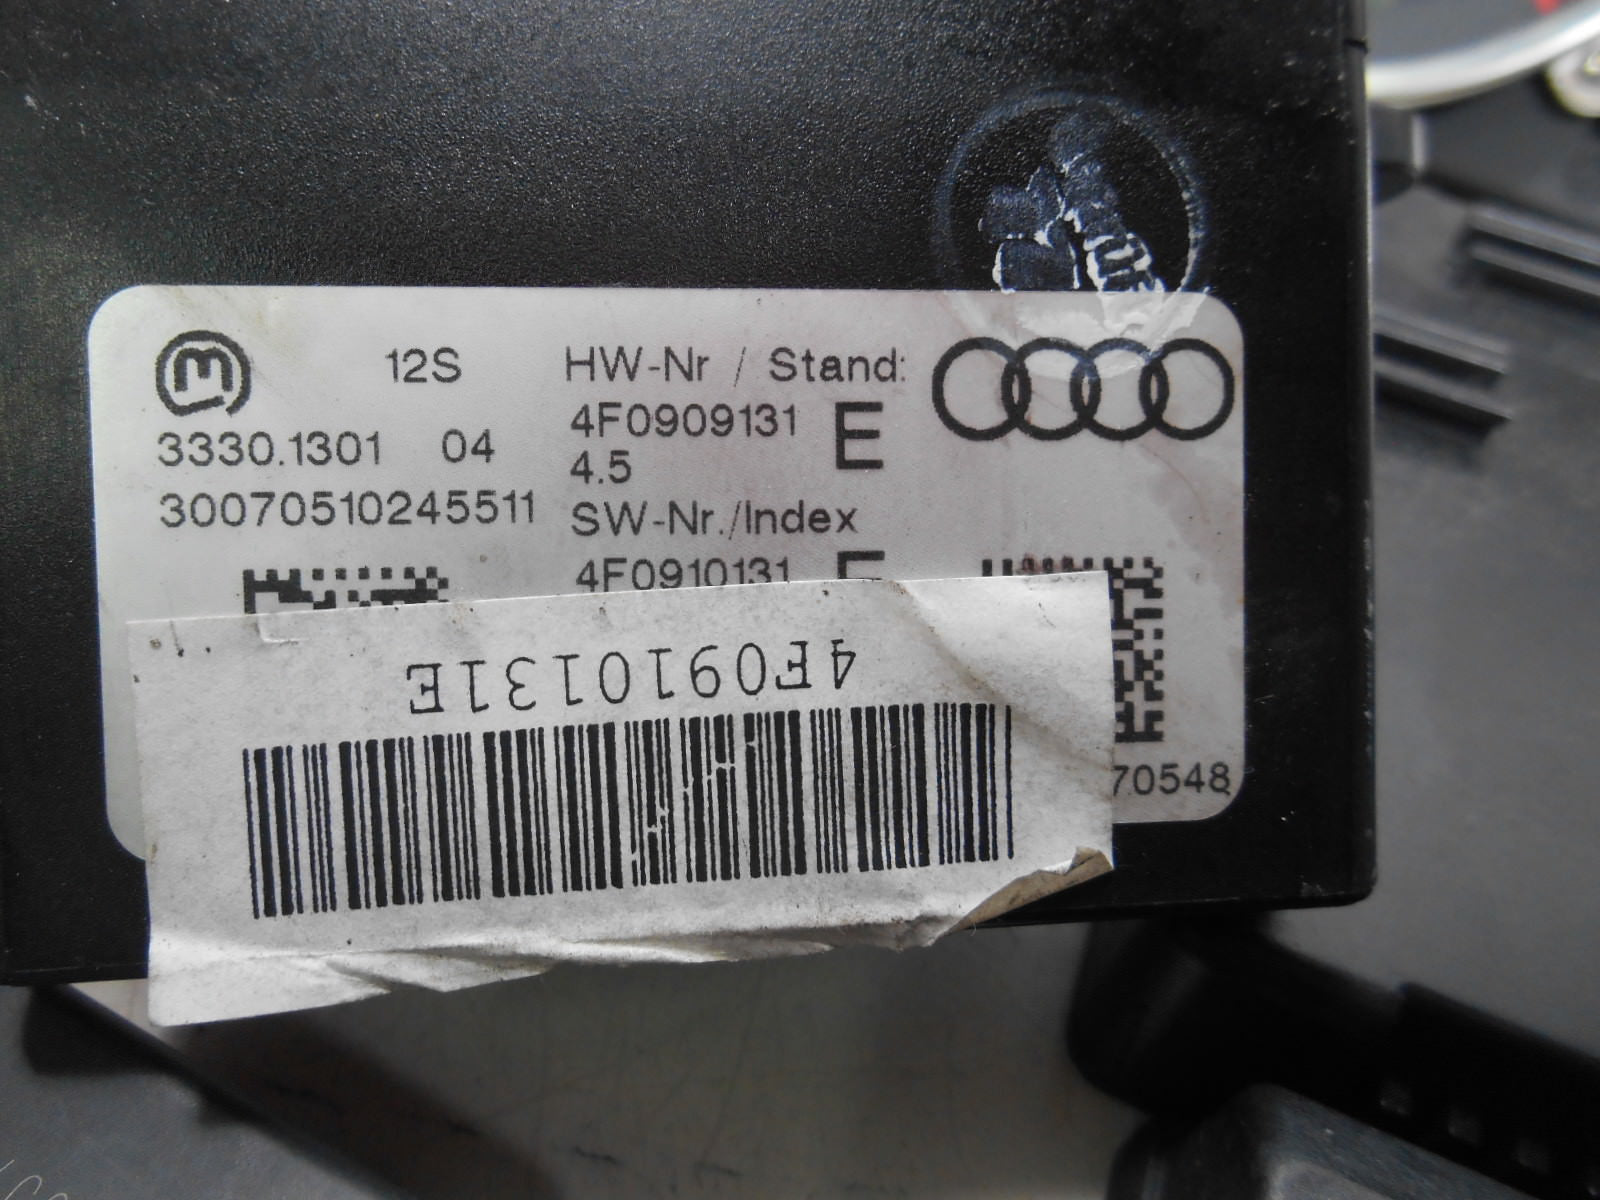 12S
3330.1301 04
30070510245511
HW-Nr / Stand:
4F0909131 E
4.5
SW-Nr./Index
4F0910131 E
4F0910131E
70548